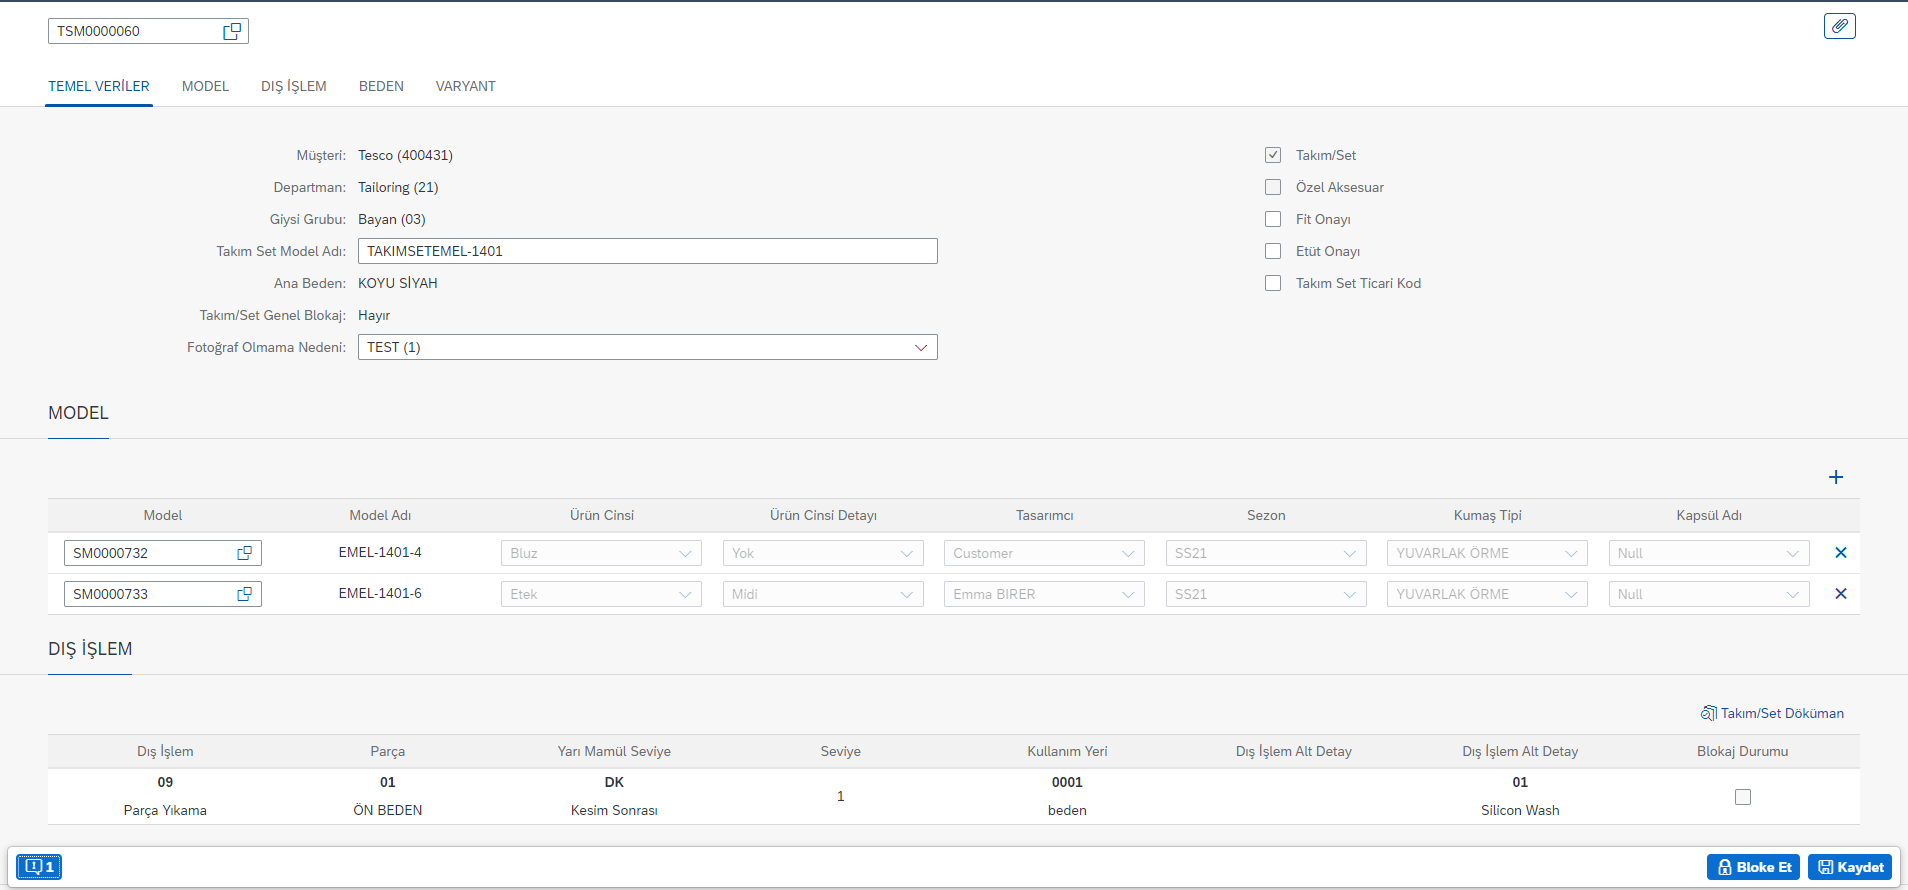 TSM0000060
TEMEL VERİLER MODEL DIŞ İŞLEM BEDEN VARYANT
Müşteri: Tesco (400431) Takım/Set
Departman: Tailoring (21) Özel Aksesuar
Giysi Grubu: Bayan (03) Fit Onayı
Takım Set Model Adı: TAKIMSETEMEL-1401 Etüt Onayı
Ana Beden: KOYU SİYAH Takım Set Ticari Kod
Takım/Set Genel Blokaj: Hayır
Fotoğraf Olmama Nedeni: TEST (1)
MODEL
Model Model Adı Ürün Cinsi Ürün Cinsi Detayı Tasarımcı Sezon Kumaş Tipi Kapsül Adı
SM0000732 EMEL-1401-4 Bluz Yok Customer SS21 YUVARLAK ÖRME Null
SM0000733 EMEL-1401-6 Etek Midi Emma BIRER SS21 YUVARLAK ÖRME Null
DIŞ İŞLEM
Takım/Set Döküman
Dış İşlem Parça Yarı Mamül Seviye Seviye Kullanım Yeri Dış İşlem Alt Detay Dış İşlem Alt Detay Blokaj Durumu
09 01 DK 0001 01
1
Parça Yıkama ÖN BEDEN Kesim Sonrası beden Silicon Wash
1 Bloke Et Kaydet